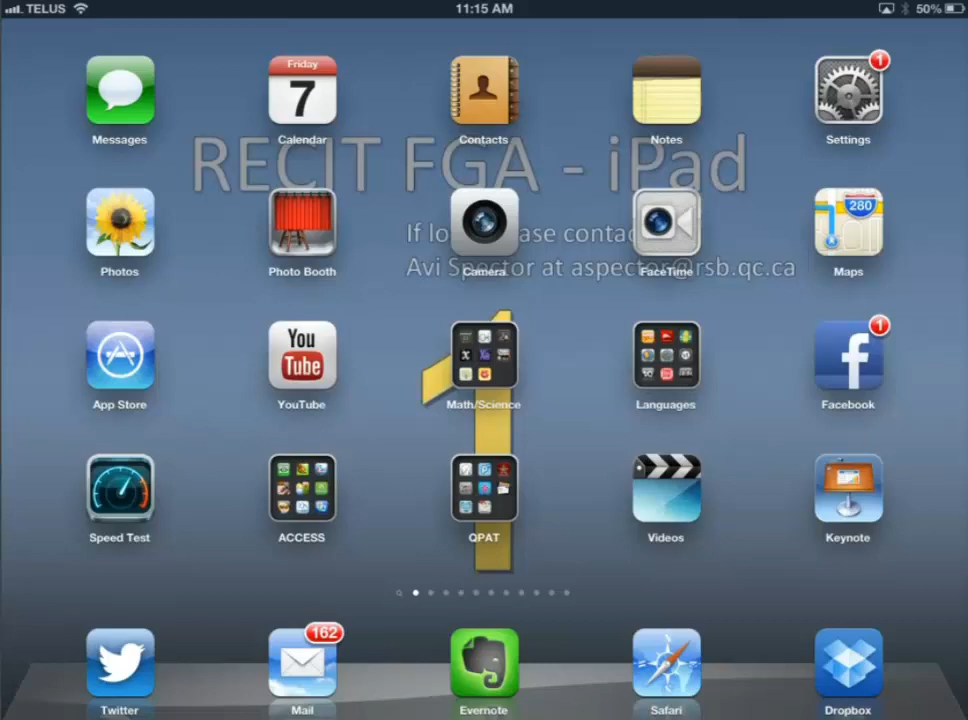 TELUS 11:15 AM 50%
Friday 1
7 280
Messages Calendar Contacts Notes Settings
RECIT FGA - iPad
If lo ase contac
Photos Photo Booth Camera FaceTime Maps
Avi Spector at aspector@rsb.qc.ca
You
Tube 1
App Store YouTube Math/Science Languages Facebook
1
Speed Test ACCESS QPAT Videos Keynote
162
Twitter Mail Evernote Safari Dropbox